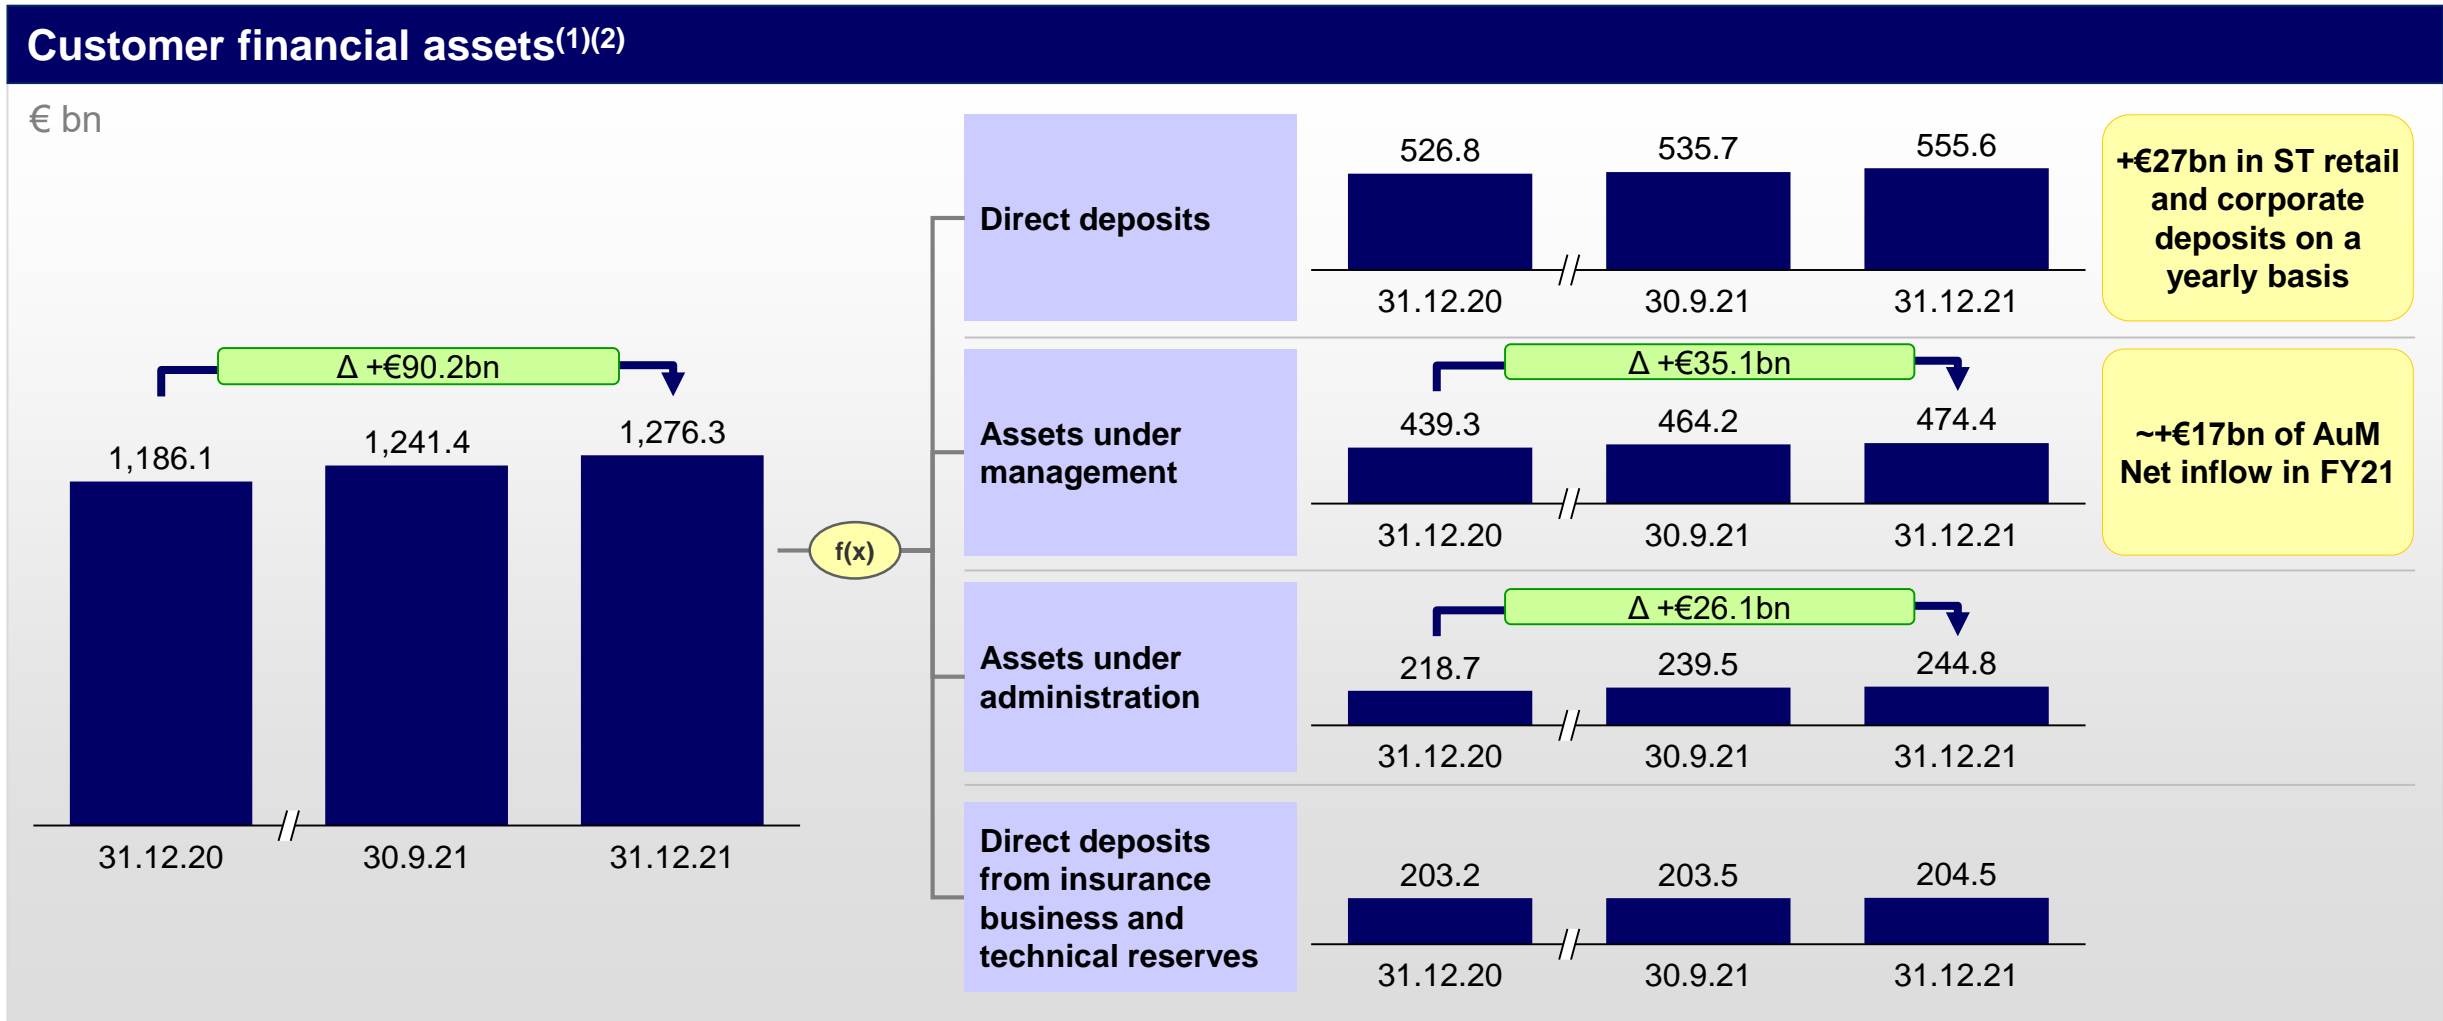 Customer financial assets(1)(2)
€ bn
Δ +€90.2bn
1,186.1
1,241.4
1,276.3
31.12.20
30.9.21
31.12.21
f(x)
Direct deposits
526.8
535.7
555.6
31.12.20
30.9.21
31.12.21
+€27bn in ST retail
and corporate
deposits on a
yearly basis
Assets under
management
Δ +€35.1bn
439.3
464.2
474.4
31.12.20
30.9.21
31.12.21
~+€17bn of AuM
Net inflow in FY21
Assets under
administration
Δ +€26.1bn
218.7
239.5
244.8
31.12.20
30.9.21
31.12.21
Direct deposits
from insurance
business and
technical reserves
203.2
203.5
204.5
31.12.20
30.9.21
31.12.21